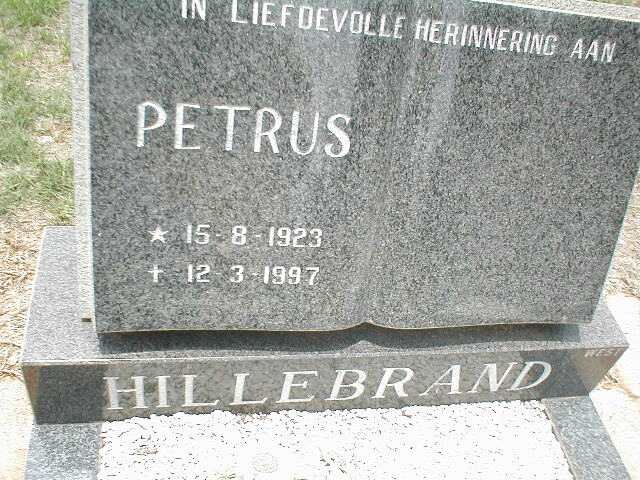 IN LIEFDEVOLLE HERINNERING AAN
PETRUS
★ 15-8-1923
✝ 12-3-1997
HILLEBRAND
WEST